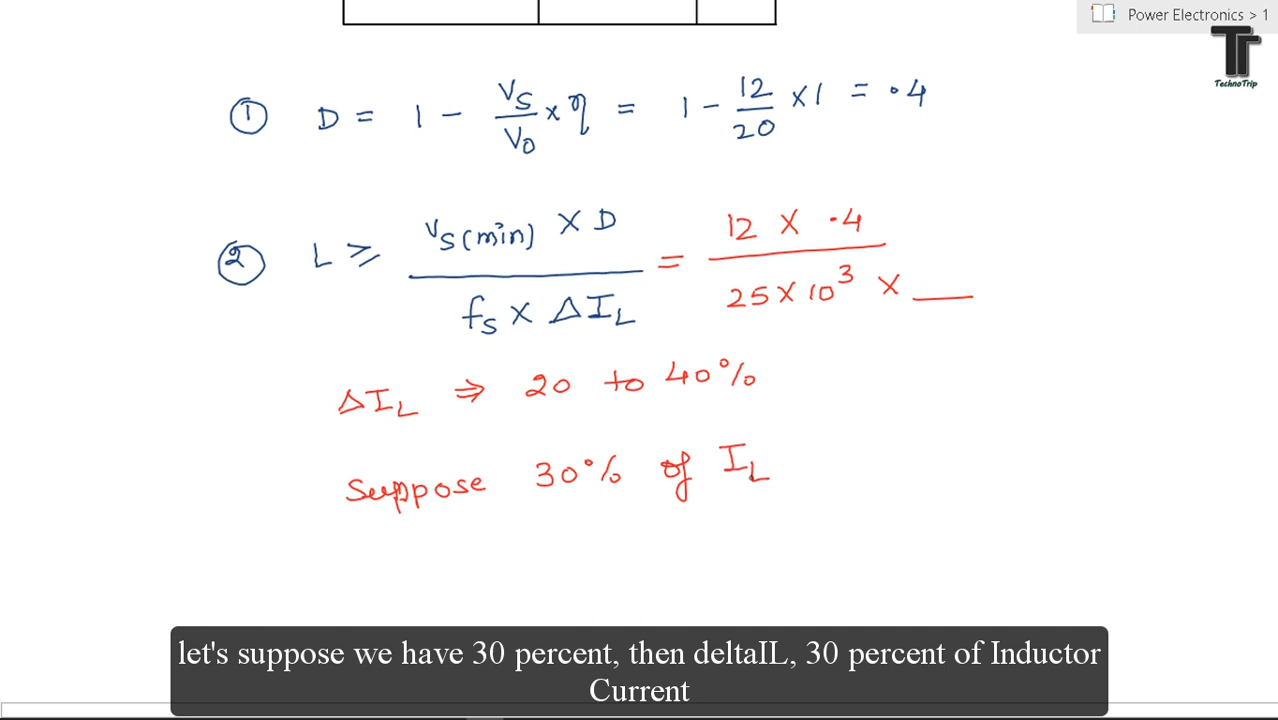 Power Electronics > 1
TechnoTrip
① D = 1 - Vs/Vo × η = 1 - 12/20 × 1 = .4
② L ≥ Vs(min) × D / fs × ΔIL = 12 × .4 / 25 × 10³ × __
ΔIL ⇒ 20 to 40%
Suppose 30% of IL
let's suppose we have 30 percent, then deltaIL, 30 percent of Inductor
Current